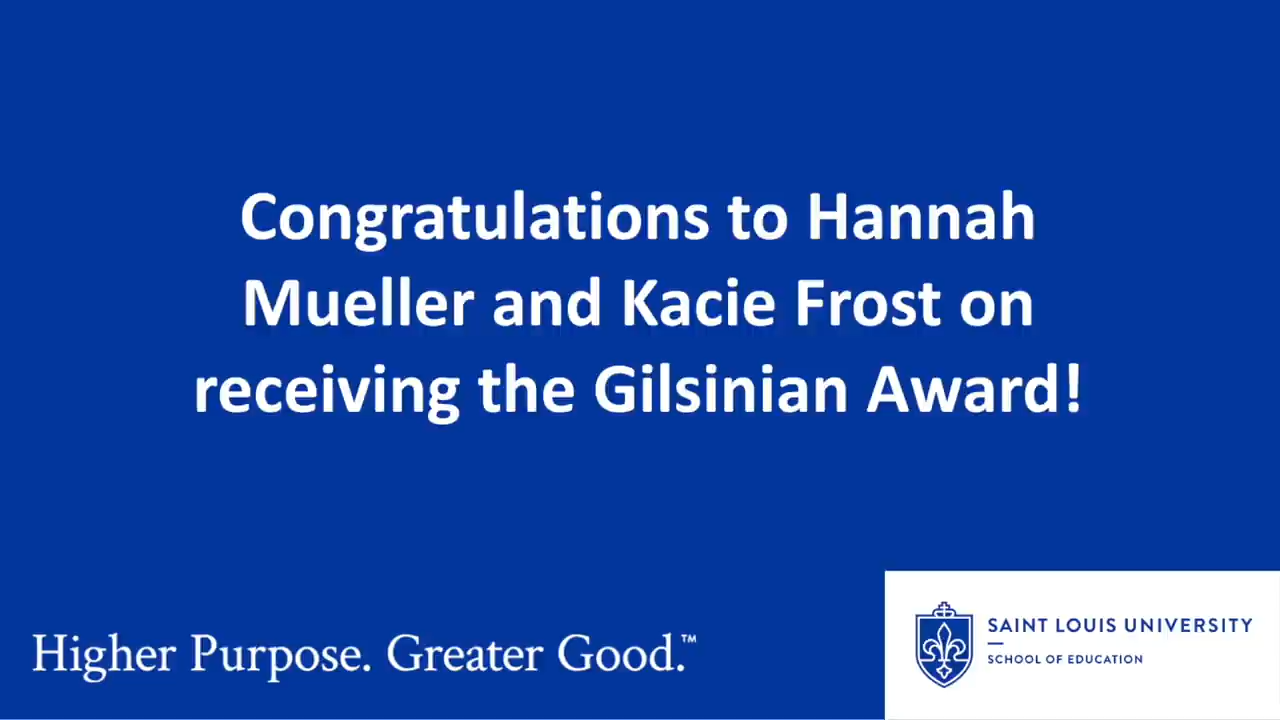 Congratulations to Hannah
Mueller and Kacie Frost on
receiving the Gilsinian Award!
Higher Purpose. Greater Good.™
SAINT LOUIS UNIVERSITY
SCHOOL OF EDUCATION